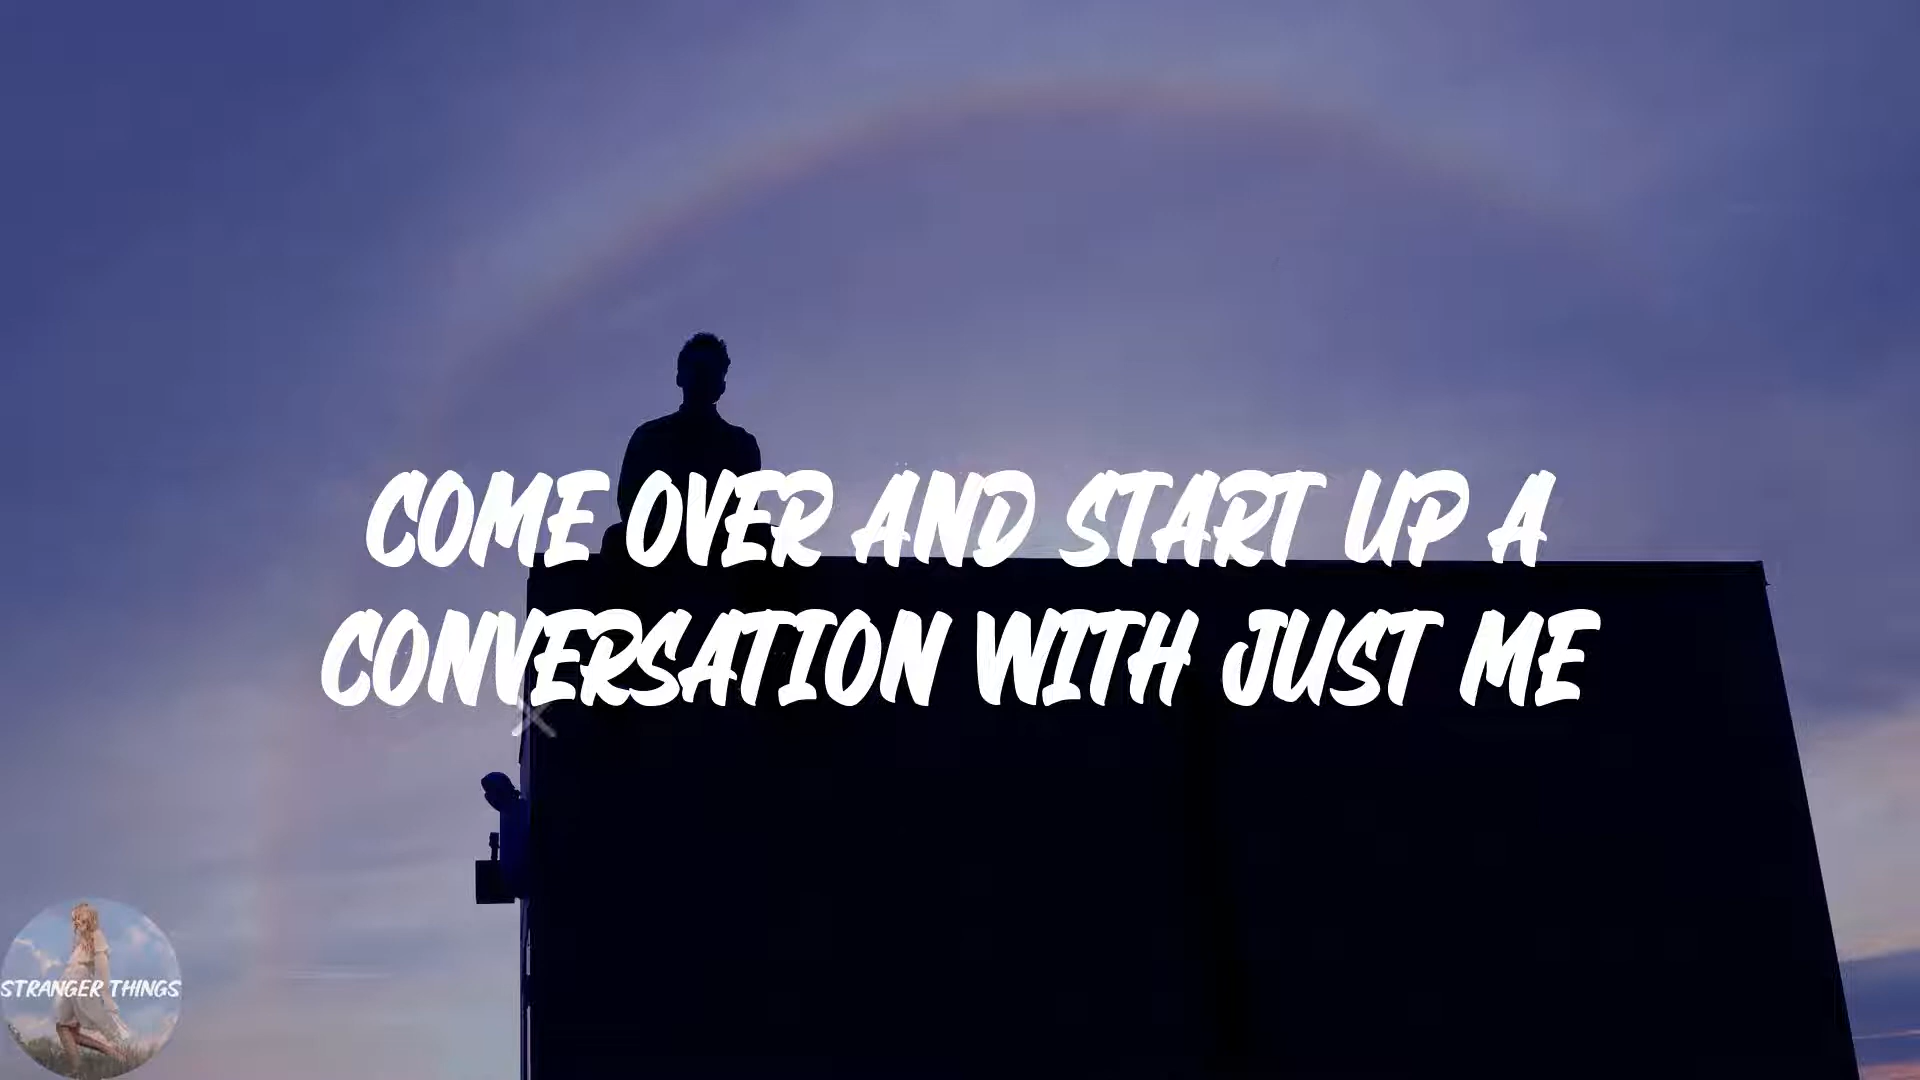 COME OVER AND START UP A
CONVERSATION WITH JUST ME
STRANGER THINGS